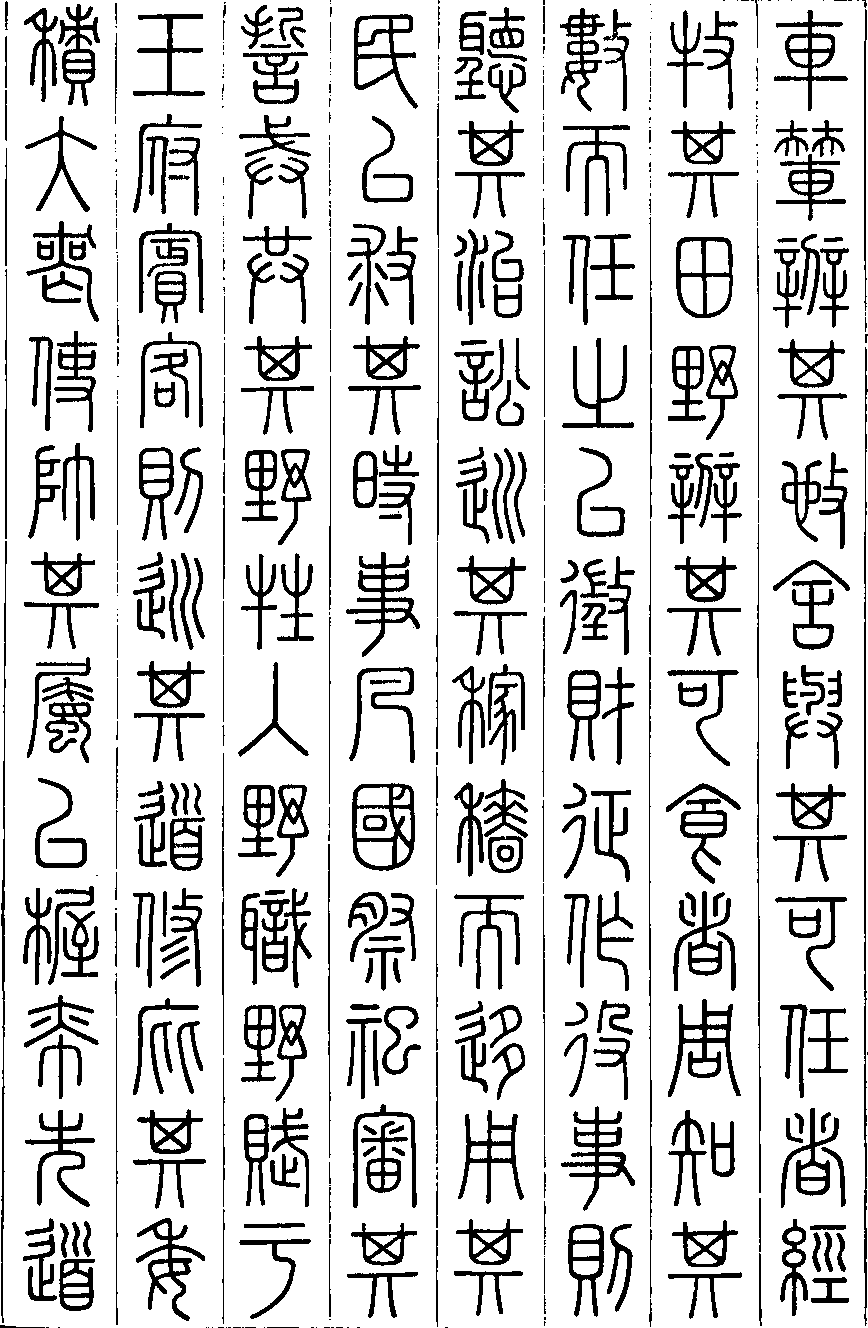 車輦辨其施舍與其可任者經
牧其田野辨其可食者周知其
數而任之以徵財征作役事則
聽其治訟巡其稼穡而移用其
民以救其時事凡國祭祀審其
誓戒共其野牲入野職野賦于
玉府賓客則巡其道修庀其委
積大喪使帥其屬以幄帟先道